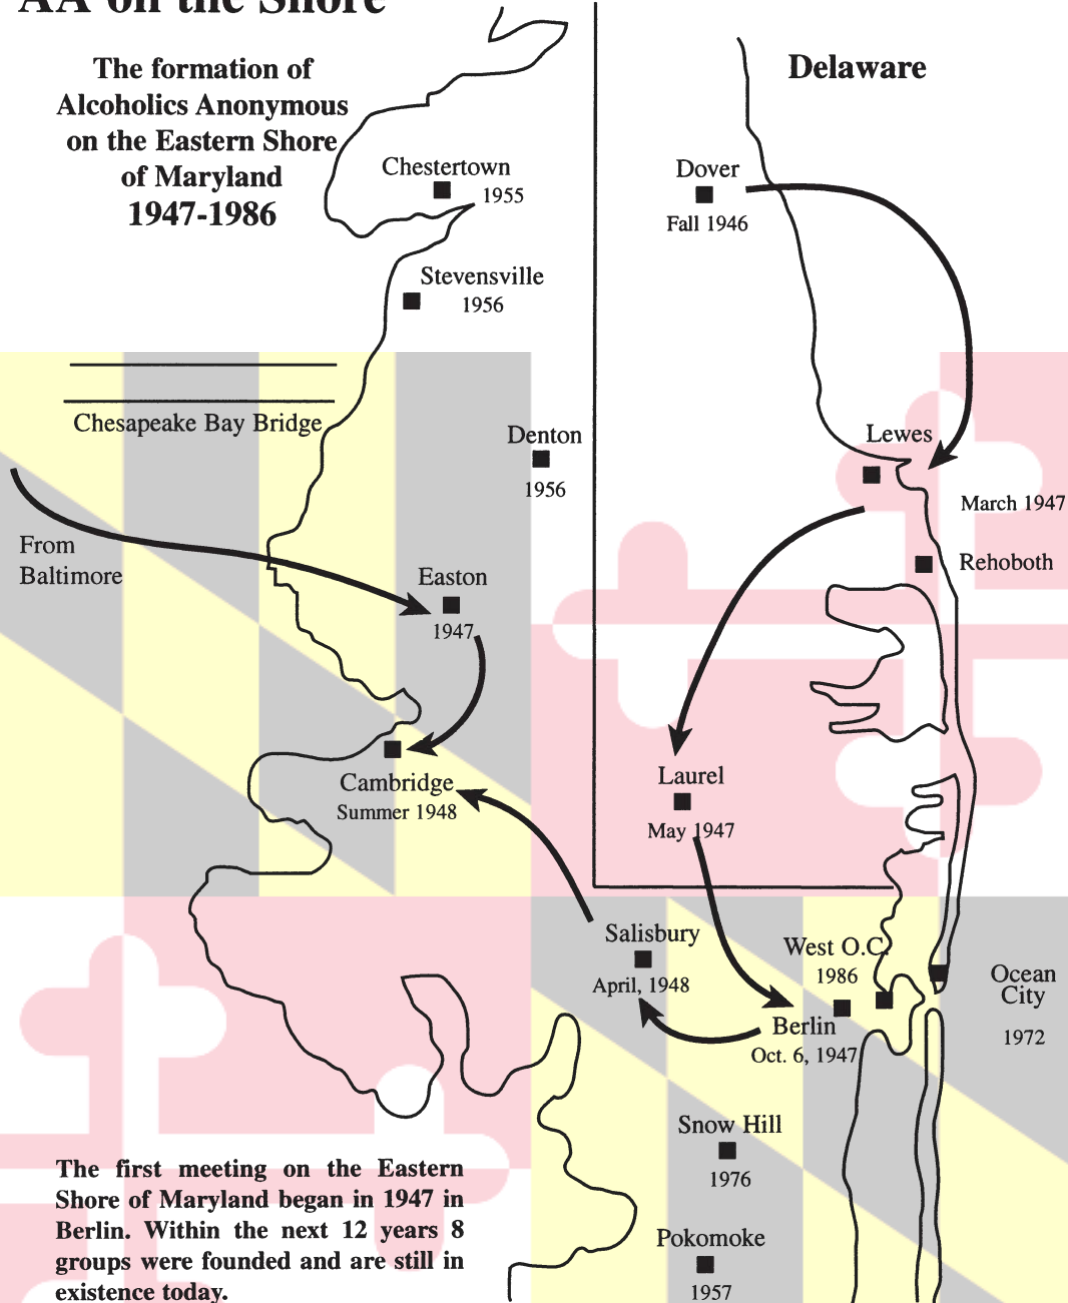 AA on the Shore
The formation of
Alcoholics Anonymous
on the Eastern Shore
of Maryland
1947-1986
Delaware
Chestertown
1955
Dover
Fall 1946
Stevensville
1956
Chesapeake Bay Bridge
Denton
1956
Lewes
March 1947
Rehoboth
From
Baltimore
Easton
1947
Cambridge
Summer 1948
Laurel
May 1947
Salisbury
April, 1948
West O.C.
1986
Ocean
City
1972
Berlin
Oct. 6, 1947
Snow Hill
1976
Pokomoke
1957
The first meeting on the Eastern
Shore of Maryland began in 1947 in
Berlin. Within the next 12 years 8
groups were founded and are still in
existence today.